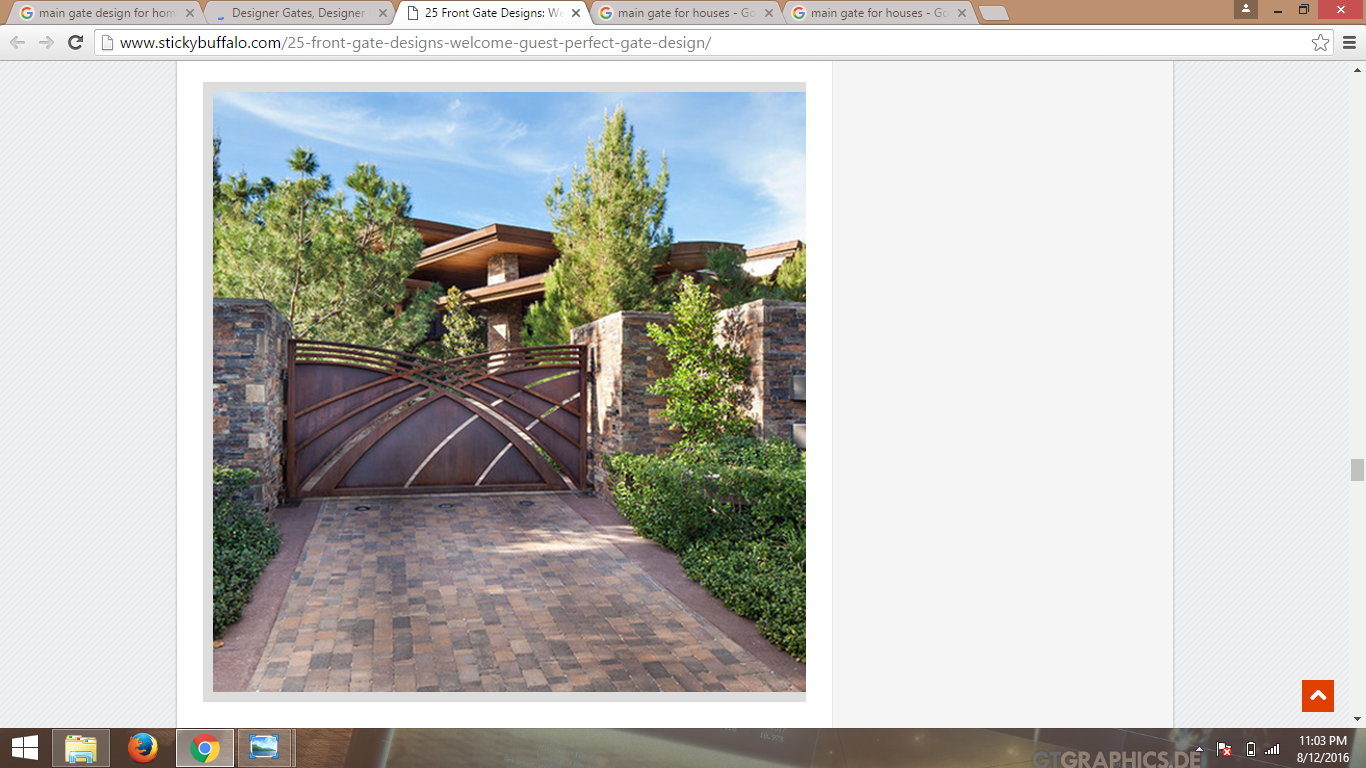 main gate design for hom
Designer Gates, Designer
25 Front Gate Designs: We
main gate for houses - Go
main gate for houses - Go
www.stickybuffalo.com/25-front-gate-designs-welcome-guest-perfect-gate-design/
11:03 PM
GTGRAPHICS.DE
8/12/2016